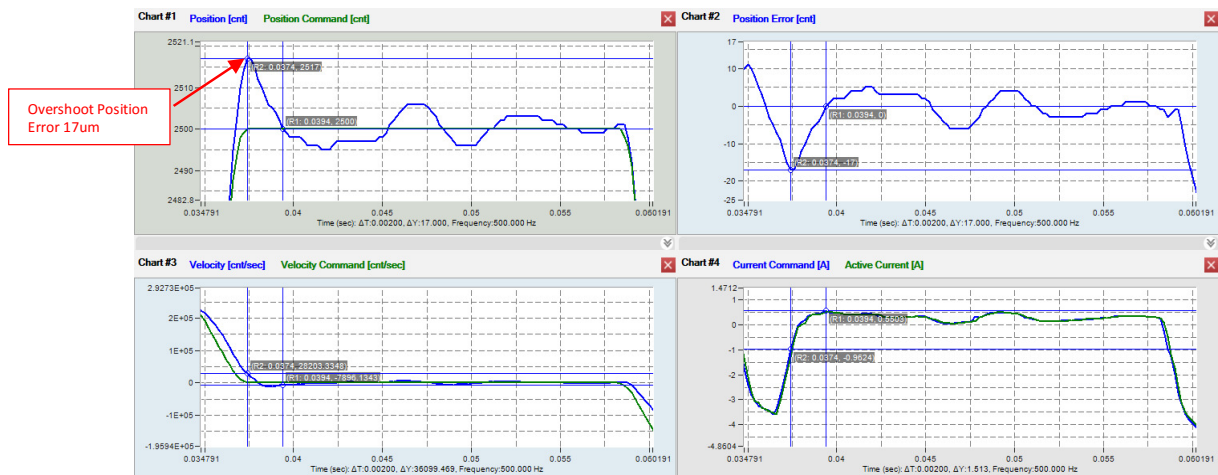 Chart #1 Position [cnt] Position Command [cnt]
2521.1
2510
2500
2490
2482.8
(R2: 0.0374, 2517)
(R1: 0.0394, 2500)
0.034791 0.04 0.045 0.05 0.055 0.060191
Time (sec): ΔT:0.00200, ΔY:17.000, Frequency:500.000 Hz
Overshoot Position
Error 17um
Chart #2 Position Error [cnt]
17
10
0
-10
-20
-25
(R1: 0.0394, 0)
(R2: 0.0374, -17)
0.034791 0.04 0.045 0.05 0.055 0.060191
Time (sec): ΔT:0.00200, ΔY:17.000, Frequency:500.000 Hz
Chart #3 Velocity [cnt/sec] Velocity Command [cnt/sec]
2.9273E+05
2E+05
1E+05
0
-1E+05
-1.9594E+05
(R2: 0.0374, 28203.3348)
(R1: 0.0394, -7896.1343)
0.034791 0.04 0.045 0.05 0.055 0.060191
Time (sec): ΔT:0.00200, ΔY:36099.469, Frequency:500.000 Hz
Chart #4 Current Command [A] Active Current [A]
1.4712
1
0
-1
-2
-3
-4
-4.8604
(R1: 0.0394, 0.5503)
(R2: 0.0374, -0.9624)
0.034791 0.04 0.045 0.05 0.055 0.060191
Time (sec): ΔT:0.00200, ΔY:1.513, Frequency:500.000 Hz